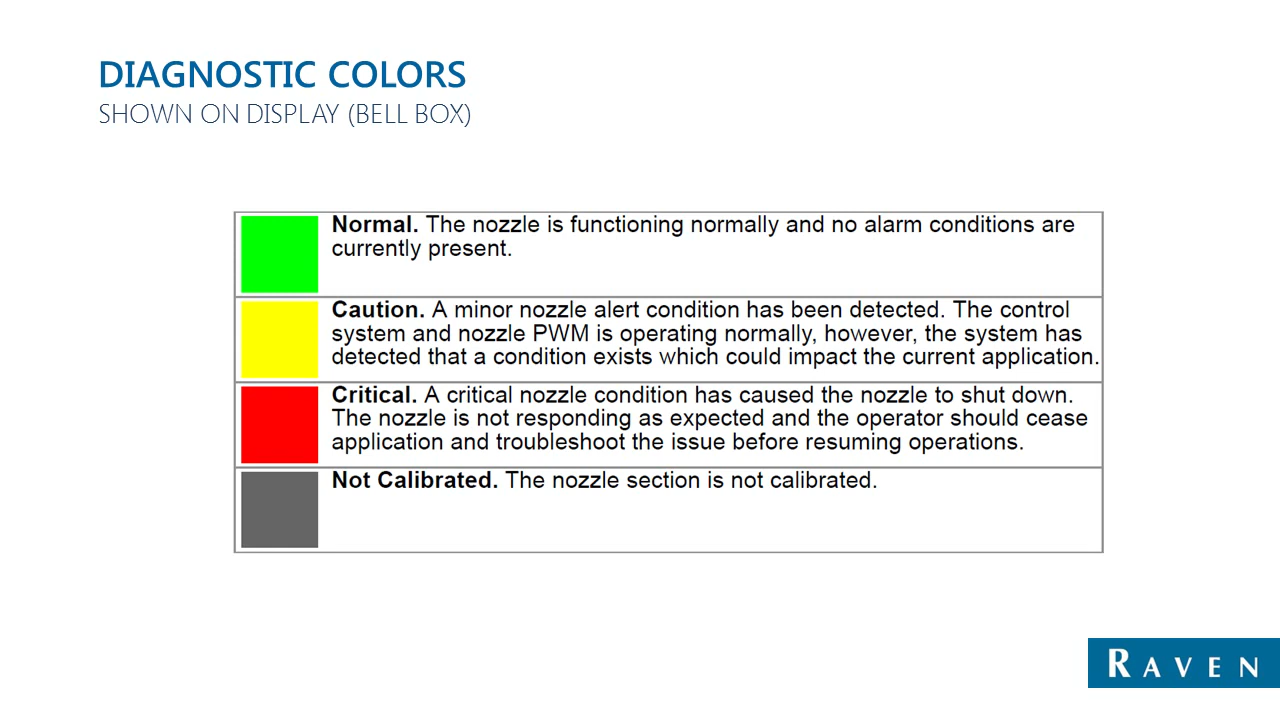 DIAGNOSTIC COLORS
SHOWN ON DISPLAY (BELL BOX)
Normal. The nozzle is functioning normally and no alarm conditions are
currently present.
Caution. A minor nozzle alert condition has been detected. The control
system and nozzle PWM is operating normally, however, the system has
detected that a condition exists which could impact the current application.
Critical. A critical nozzle condition has caused the nozzle to shut down.
The nozzle is not responding as expected and the operator should cease
application and troubleshoot the issue before resuming operations.
Not Calibrated. The nozzle section is not calibrated.
RAVEN